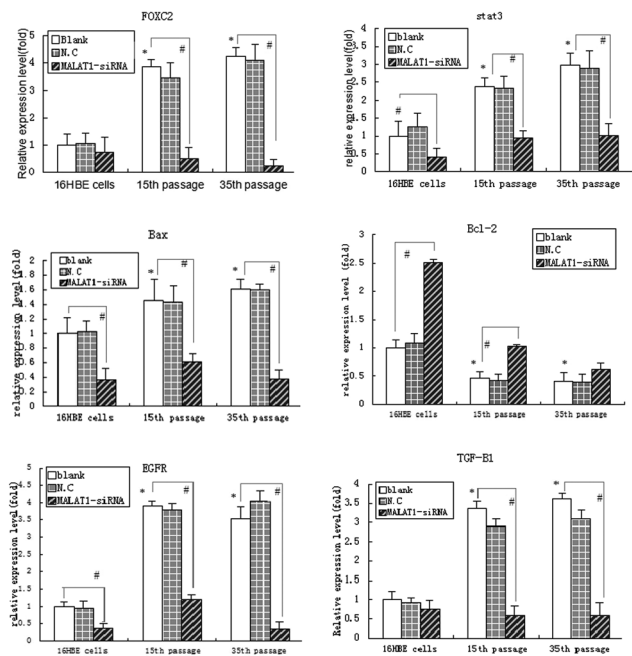 FOXC2
Relative expression level(fold)
5
4
3
2
1
0
Blank
N.C
MALAT1-siRNA
* # * #
16HBE cells 15th passage 35th passage
stat3
relative expression level(fold)
4
3.5
3
2.5
2
1.5
1
0.5
0
Blank
N.C
MALAT1-siRNA
# * # * #
16HBE cells 15th passage 35th passage
Bax
relative expression level(fold)
2
1.8
1.6
1.4
1.2
1
0.8
0.6
0.4
0.2
0
blank
N.C
MALAT1-siRNA
# * # * #
16HBE cells 15th passage 35th passage
Bcl-2
relative expression level (fold)
3
2.5
2
1.5
1
0.5
0
blank
N.C
MALAT1-siRNA
# * # *
16HBE cells 15th passage 35th passage
EGFR
relative expression level(fold)
5
4.5
4
3.5
3
2.5
2
1.5
1
0.5
0
blank
N.C
MALAT1-siRNA
# * # * #
16HBE cells 15th passage 35th passage
TGF-B1
Relative expression level(fold)
4
3.5
3
2.5
2
1.5
1
0.5
0
blank
N.C
MALAT1-siRNA
* # * #
16HBE cells 15th passage 35th passage